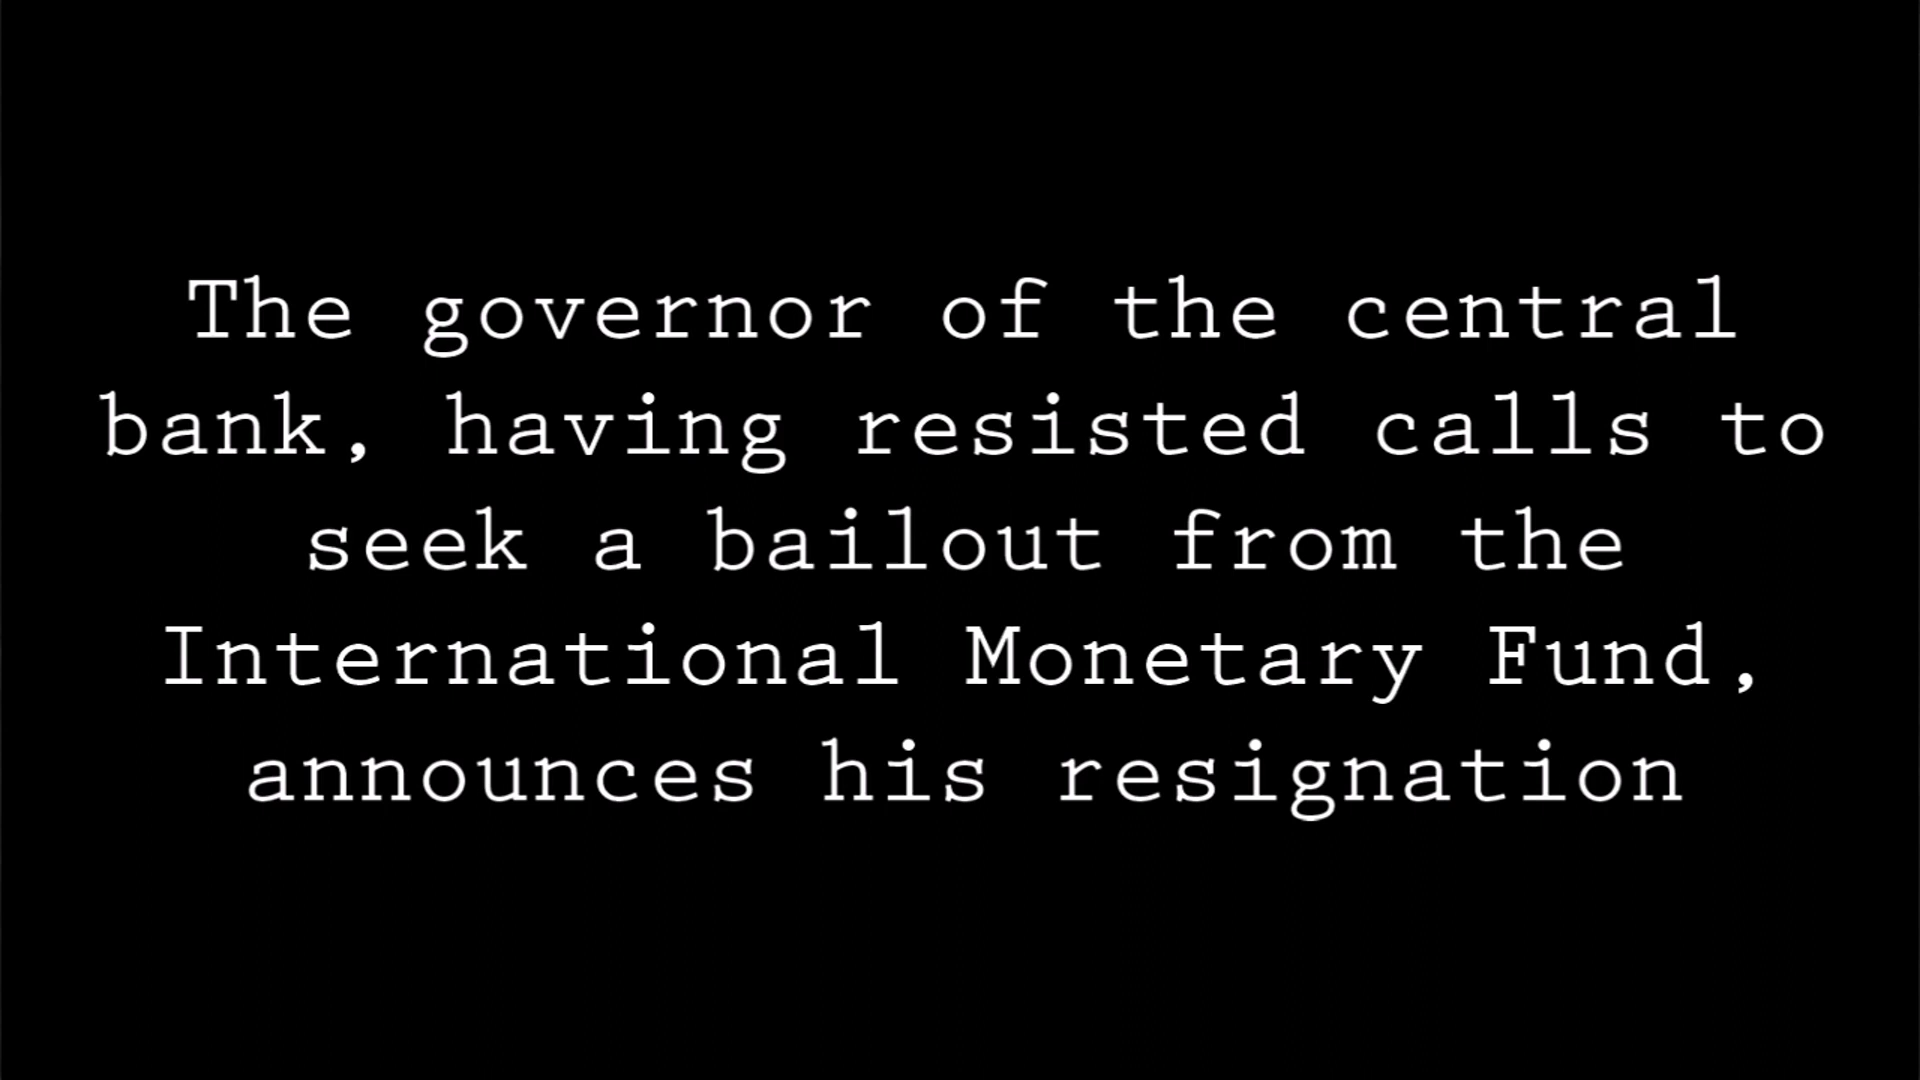 The governor of the central
bank, having resisted calls to
seek a bailout from the
International Monetary Fund,
announces his resignation